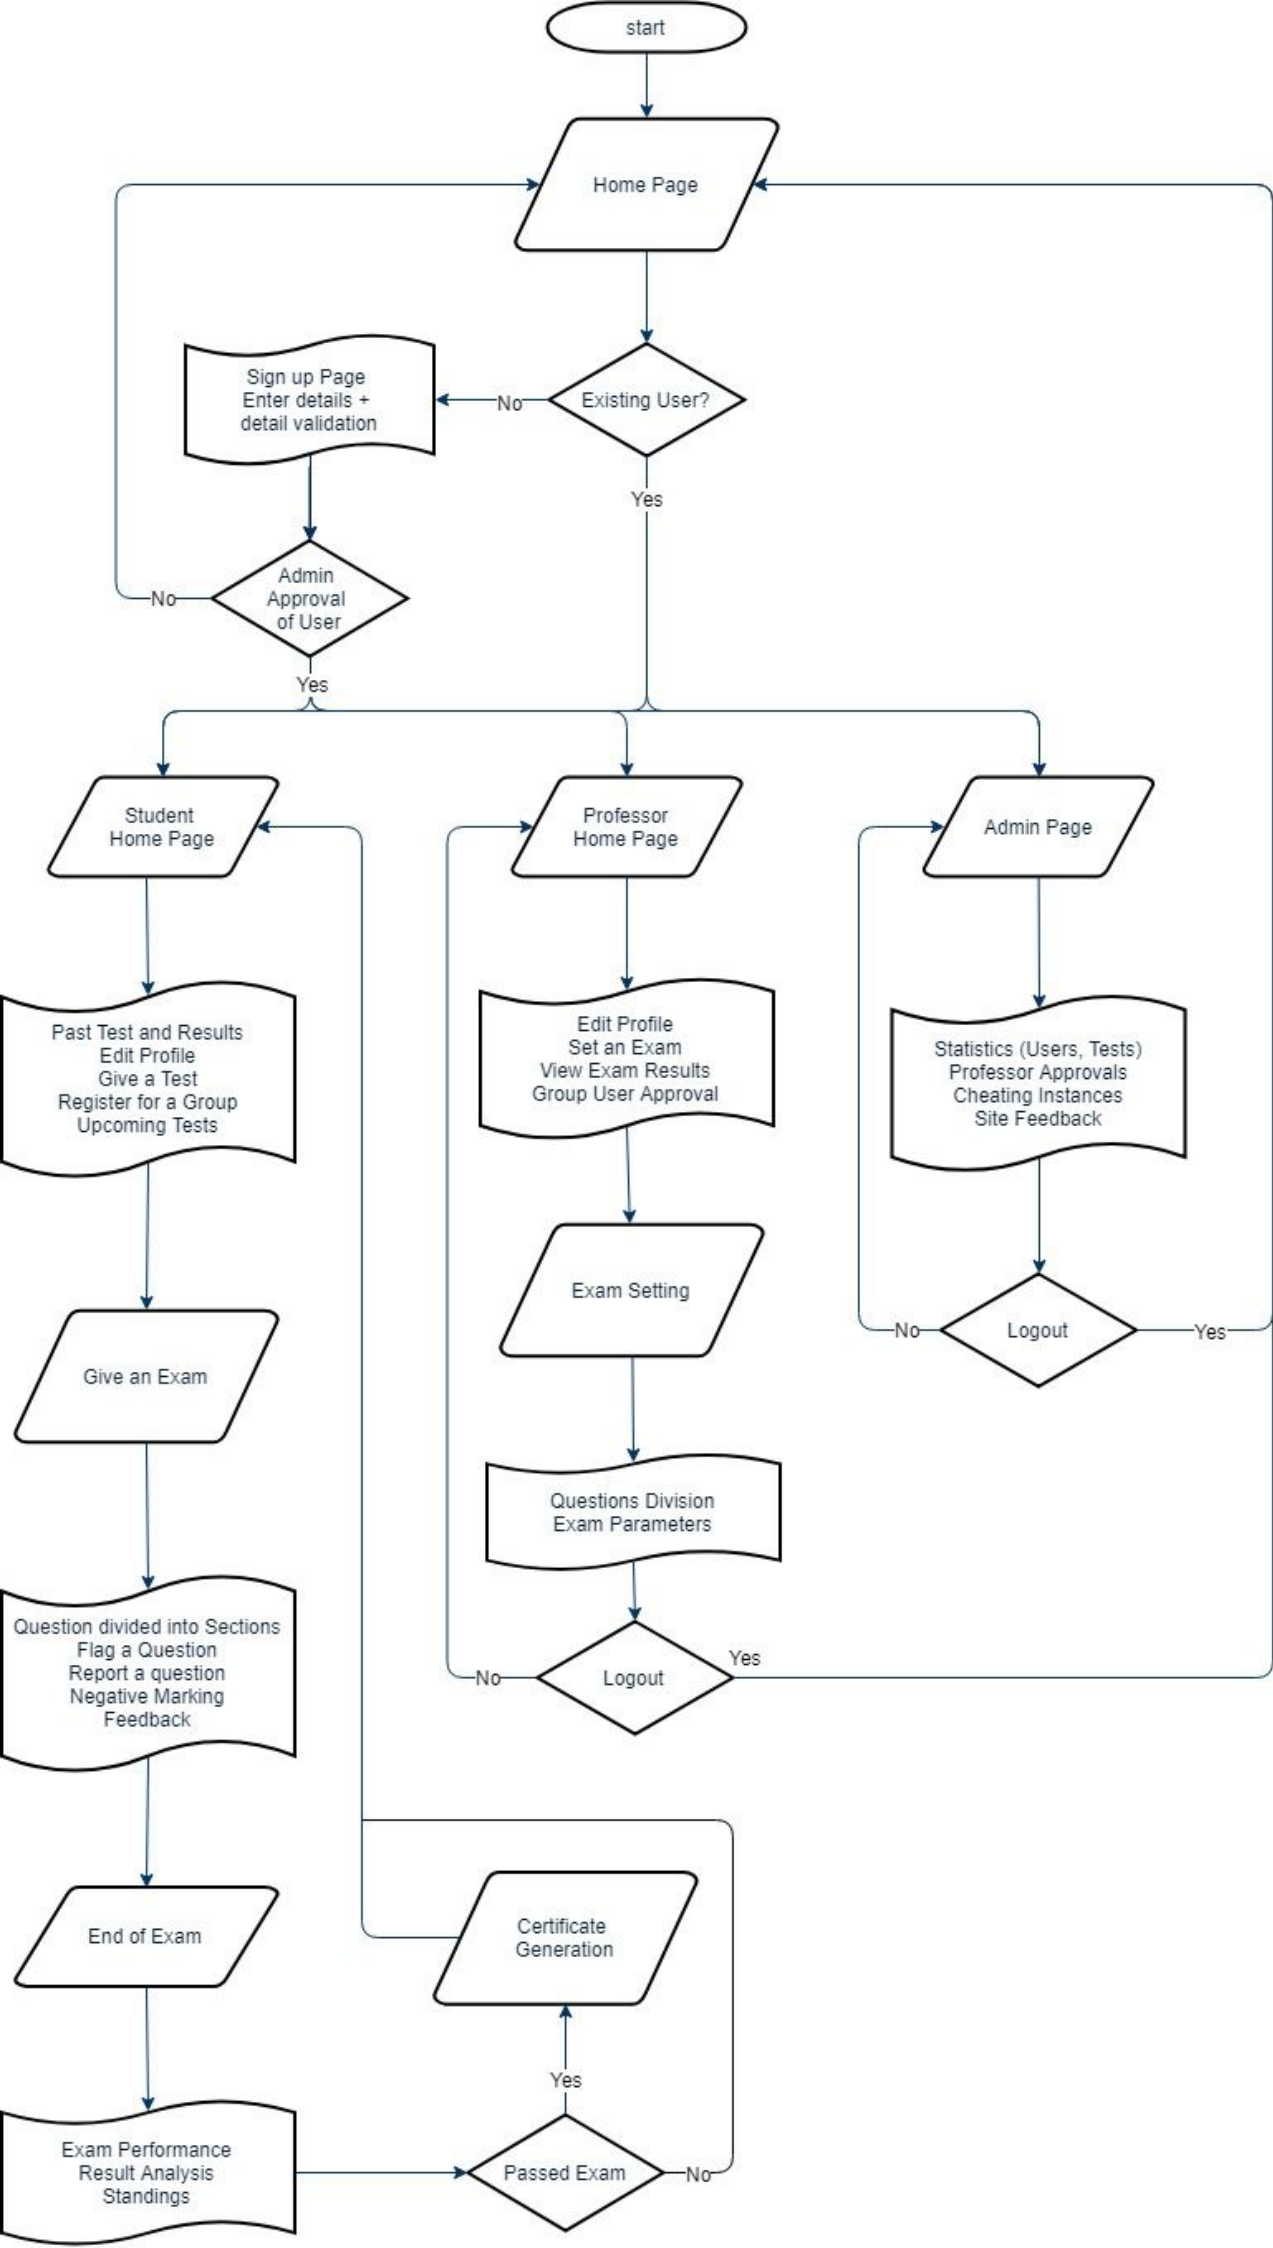 start
Home Page
Existing User?
No
Sign up Page
Enter details +
detail validation
Yes
Admin
Approval
of User
No
Yes
Student
Home Page
Professor
Home Page
Admin Page
Past Test and Results
Edit Profile
Give a Test
Register for a Group
Upcoming Tests
Edit Profile
Set an Exam
View Exam Results
Group User Approval
Statistics (Users, Tests)
Professor Approvals
Cheating Instances
Site Feedback
Exam Setting
Logout
No
Yes
Give an Exam
Questions Division
Exam Parameters
Question divided into Sections
Flag a Question
Report a question
Negative Marking
Feedback
Logout
No
Yes
End of Exam
Certificate
Generation
Yes
Exam Performance
Result Analysis
Standings
Passed Exam
No